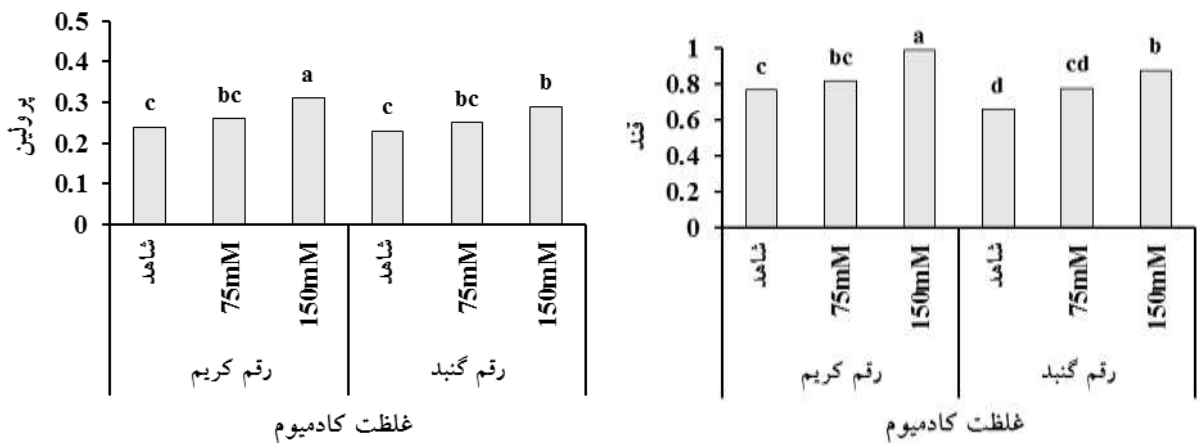 0.5
0.4
0.3
0.2
0.1
0
پرولین
c
bc
a
c
bc
b
شاهد
75mM
150mM
شاهد
75mM
150mM
رقم کریم
رقم گنبد
غلظت کادمیوم
1
0.8
0.6
0.4
0.2
0
قند
c
bc
a
d
cd
b
شاهد
75mM
150mM
شاهد
75mM
150mM
رقم کریم
رقم گنبد
غلظت کادمیوم